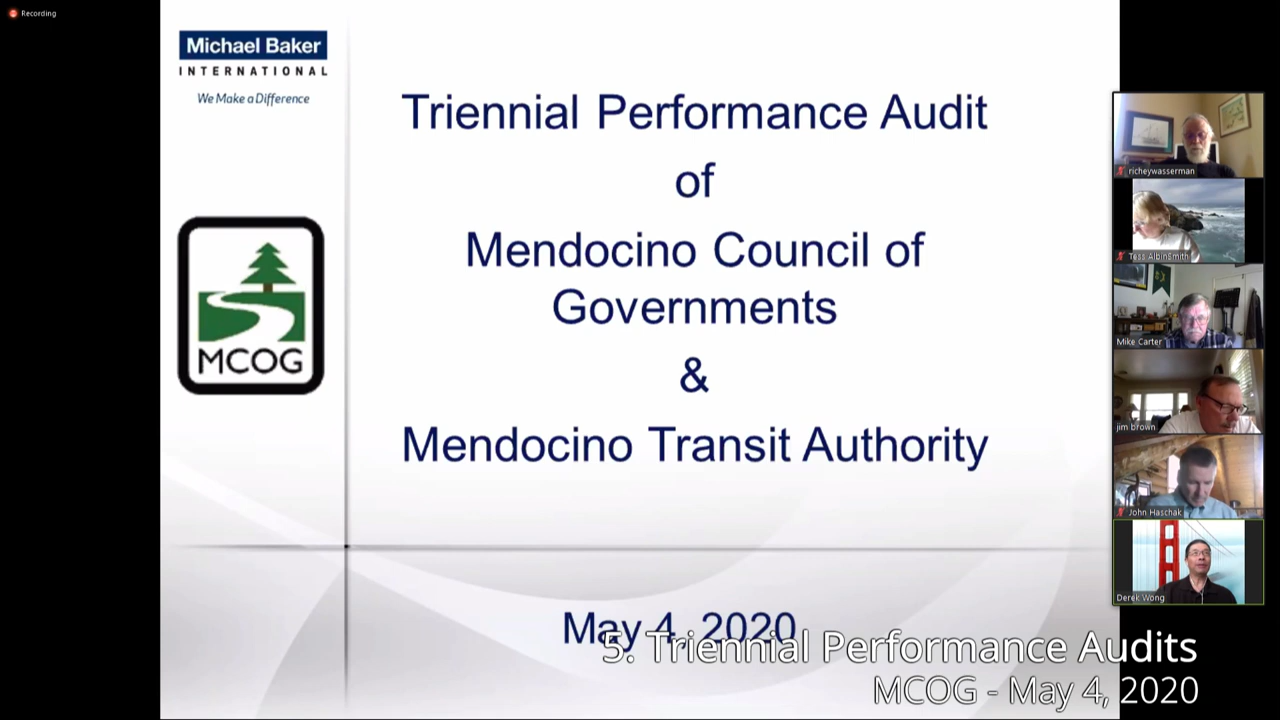 Recording
Michael Baker
INTERNATIONAL
We Make a Difference
Triennial Performance Audit
of
Mendocino Council of
Governments
&
Mendocino Transit Authority
MCOG
May 4, 2020
5. Triennial Performance Audits
MCOG - May 4, 2020
richeywasserman
Tess AlbinSmith
Mike Carter
jim brown
John Haschak
Derek Wong